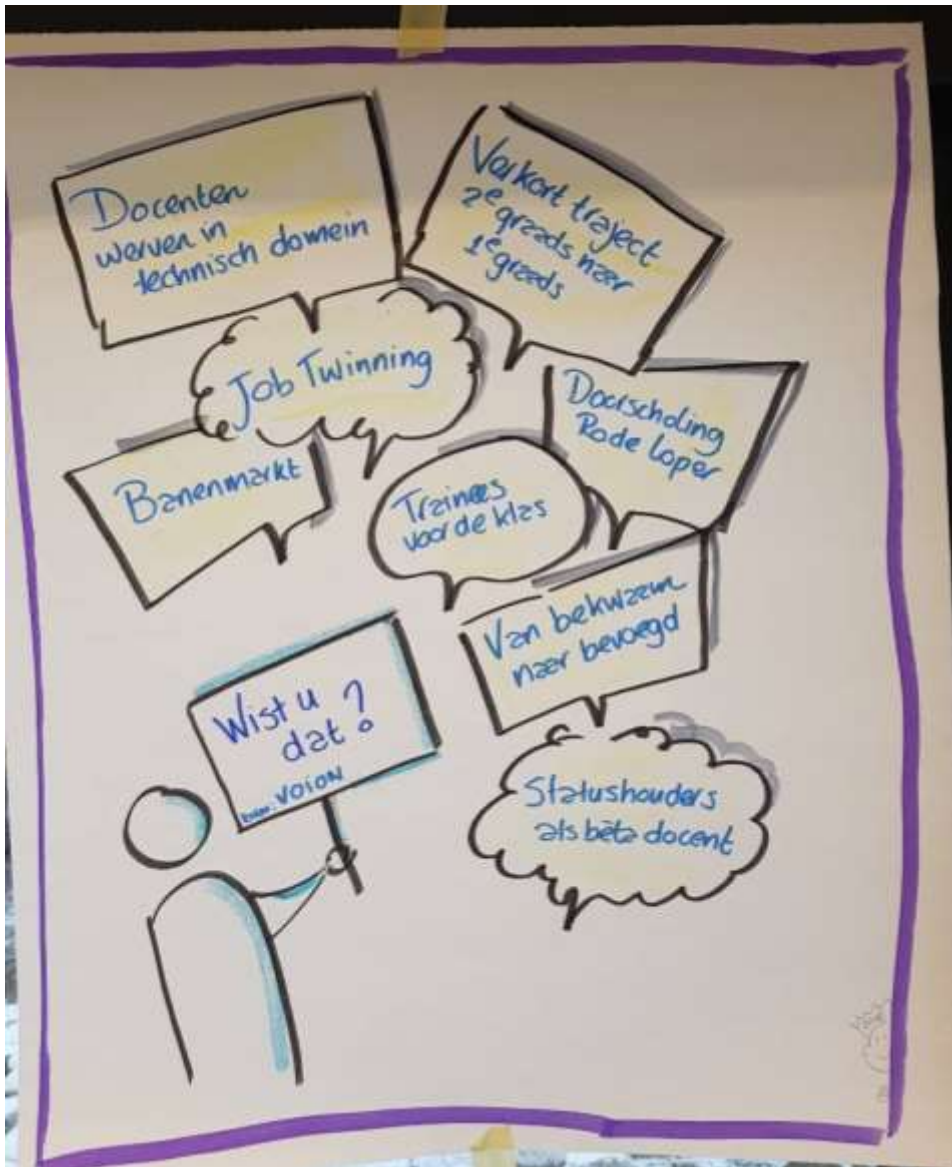 Docenten
werven in
technisch domein
Verkort traject
2e graads naar
1e graads
Job Twinning
Doorscholing
Rode Loper
Banenmarkt
Trainees
voor de klas
Van bekwaam
naar bevoegd
Wist u
dat?
VOION
Statushouders
als bèta docent